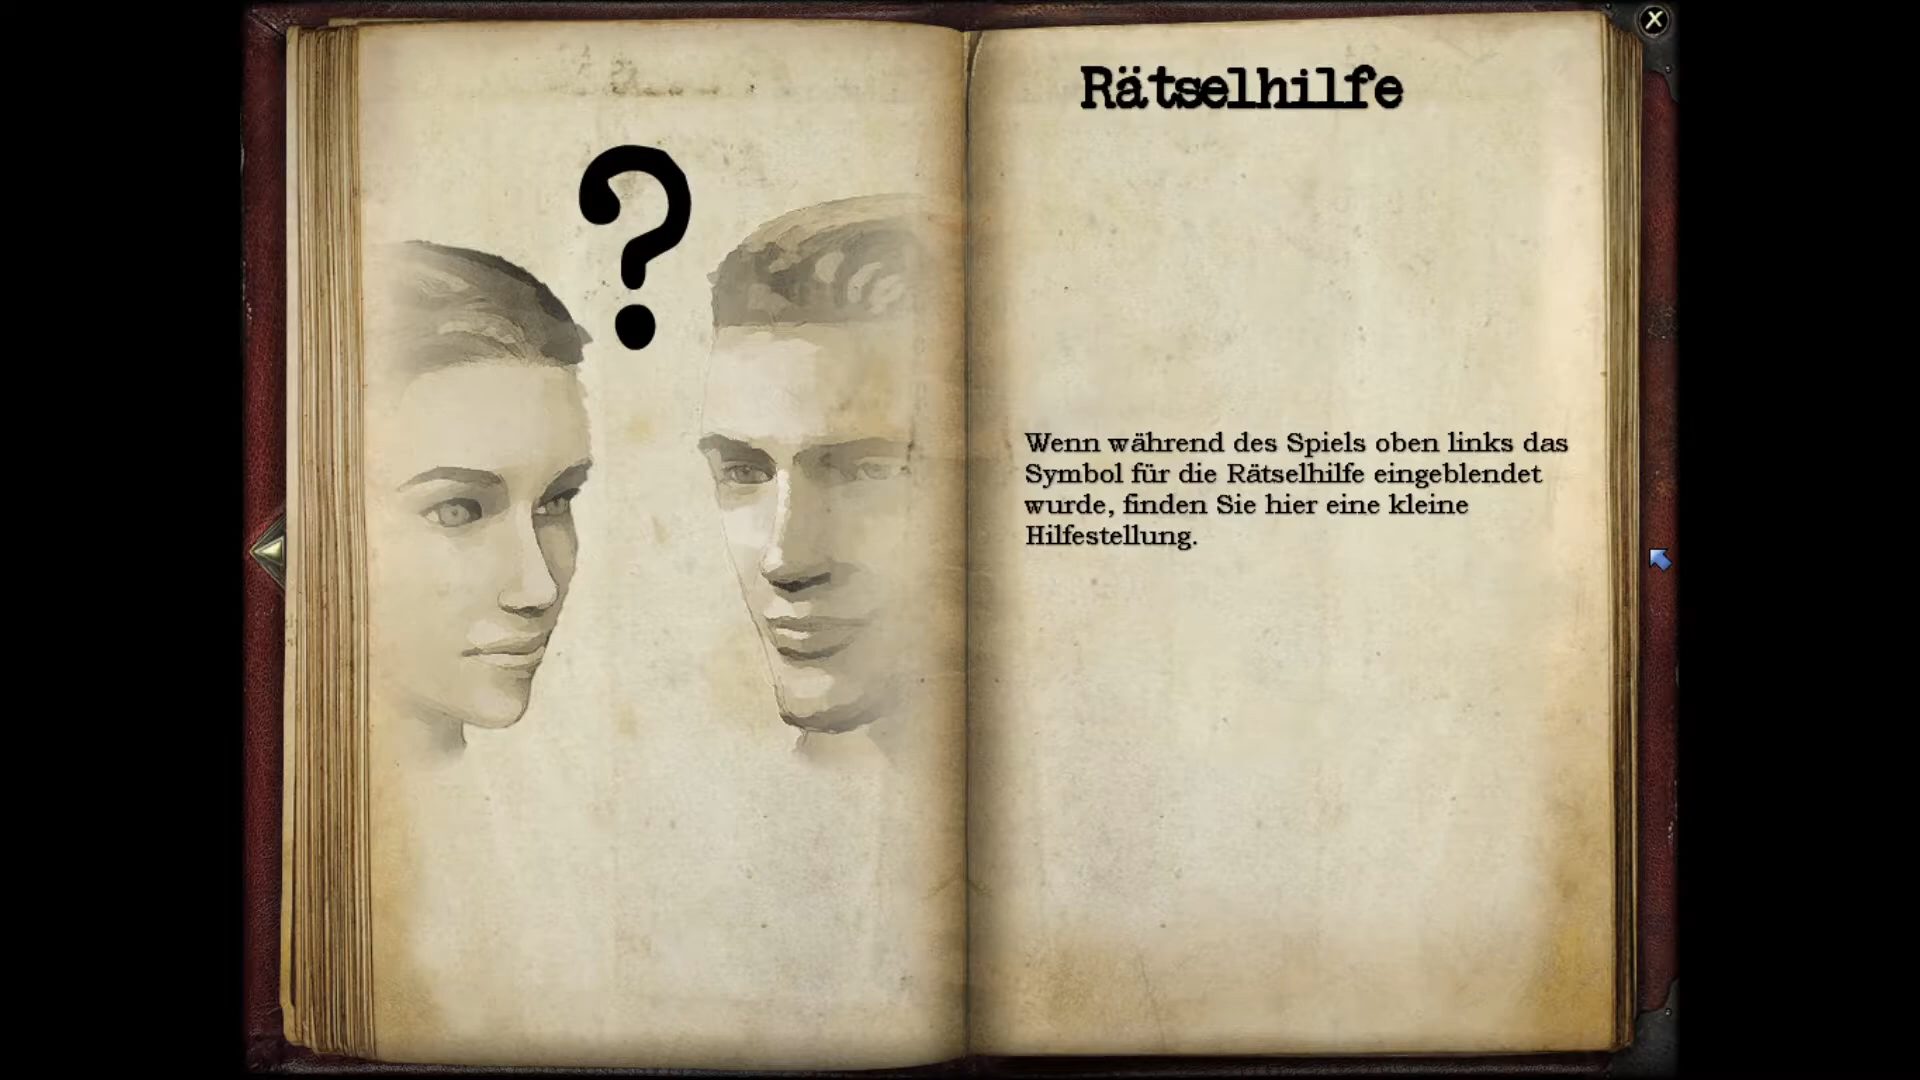 ?
Rätselhilfe
Wenn während des Spiels oben links das
Symbol für die Rätselhilfe eingeblendet
wurde, finden Sie hier eine kleine
Hilfestellung.